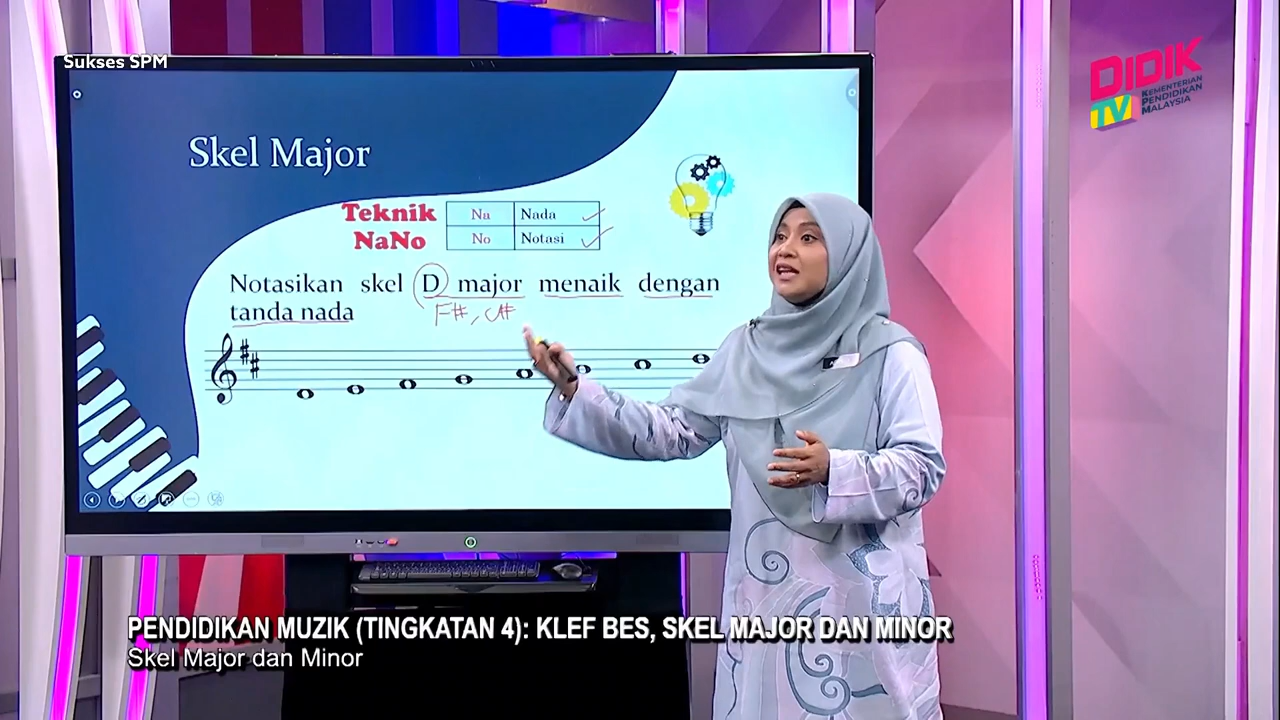 Sukses SPM
DIDIK
TV
KEMENTERIAN
PENDIDIKAN
MALAYSIA
Skel Major
Teknik
NaNo
Na Nada
No Notasi
Notasikan skel D major menaik dengan
tanda nada
F#, C#
PENDIDIKAN MUZIK (TINGKATAN 4): KLEF BES, SKEL MAJOR DAN MINOR
Skel Major dan Minor